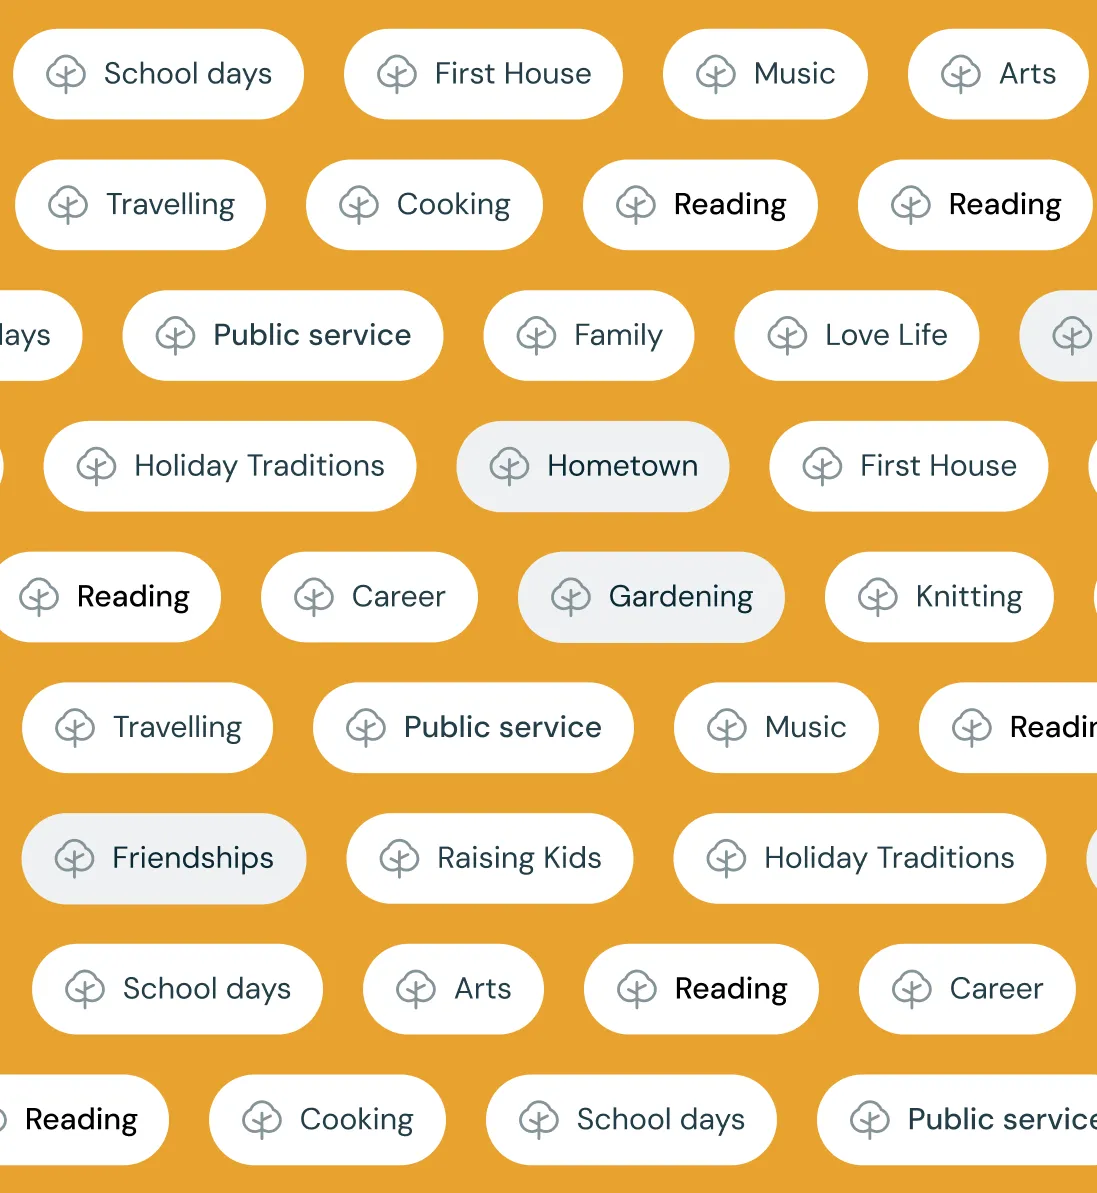 School days First House Music Arts
Travelling Cooking Reading Reading
Public service Family Love Life
Holiday Traditions Hometown First House
Reading Career Gardening Knitting
Travelling Public service Music
Friendships Raising Kids Holiday Traditions
School days Arts Reading Career
Reading Cooking School days Public service